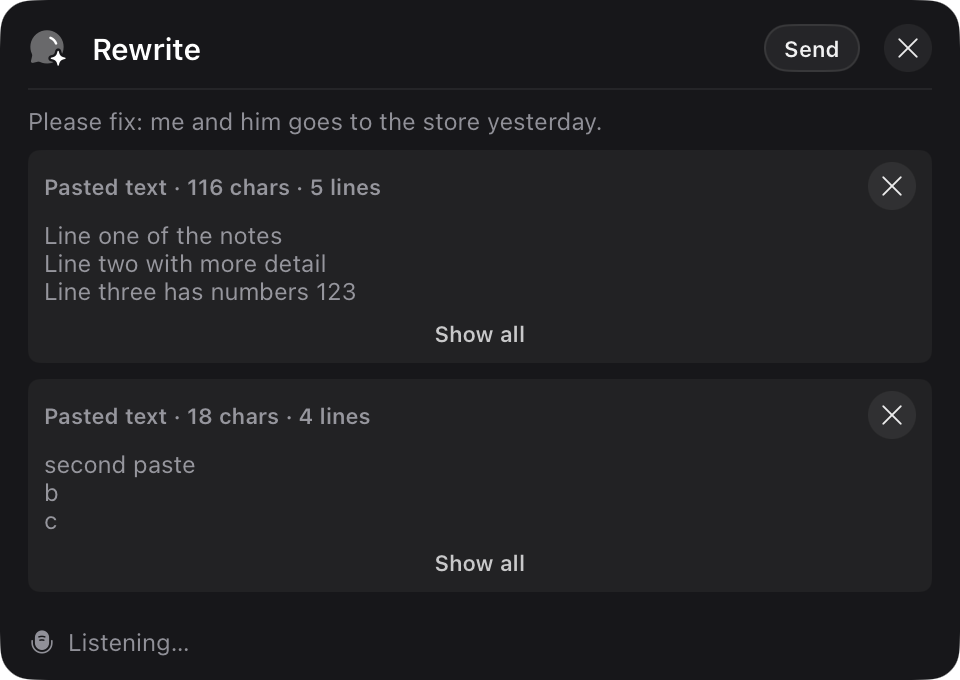 Rewrite
Send
Please fix: me and him goes to the store yesterday.
Pasted text · 116 chars · 5 lines
Line one of the notes
Line two with more detail
Line three has numbers 123
Show all
Pasted text · 18 chars · 4 lines
second paste
b
c
Show all
Listening...